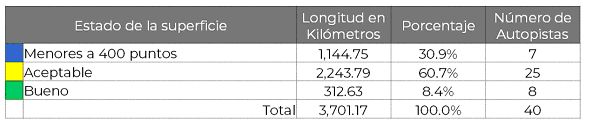 Estado de la superficie Longitud en Kilómetros Porcentaje Número de Autopistas
Menores a 400 puntos 1,144.75 30.9% 7
Aceptable 2,243.79 60.7% 25
Bueno 312.63 8.4% 8
Total 3,701.17 100.0% 40